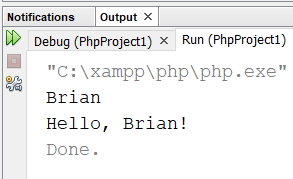 Notifications Output ×
Debug (PhpProject1) × Run (PhpProject1)
"C:\xampp\php\php.exe"
Brian
Hello, Brian!
Done.